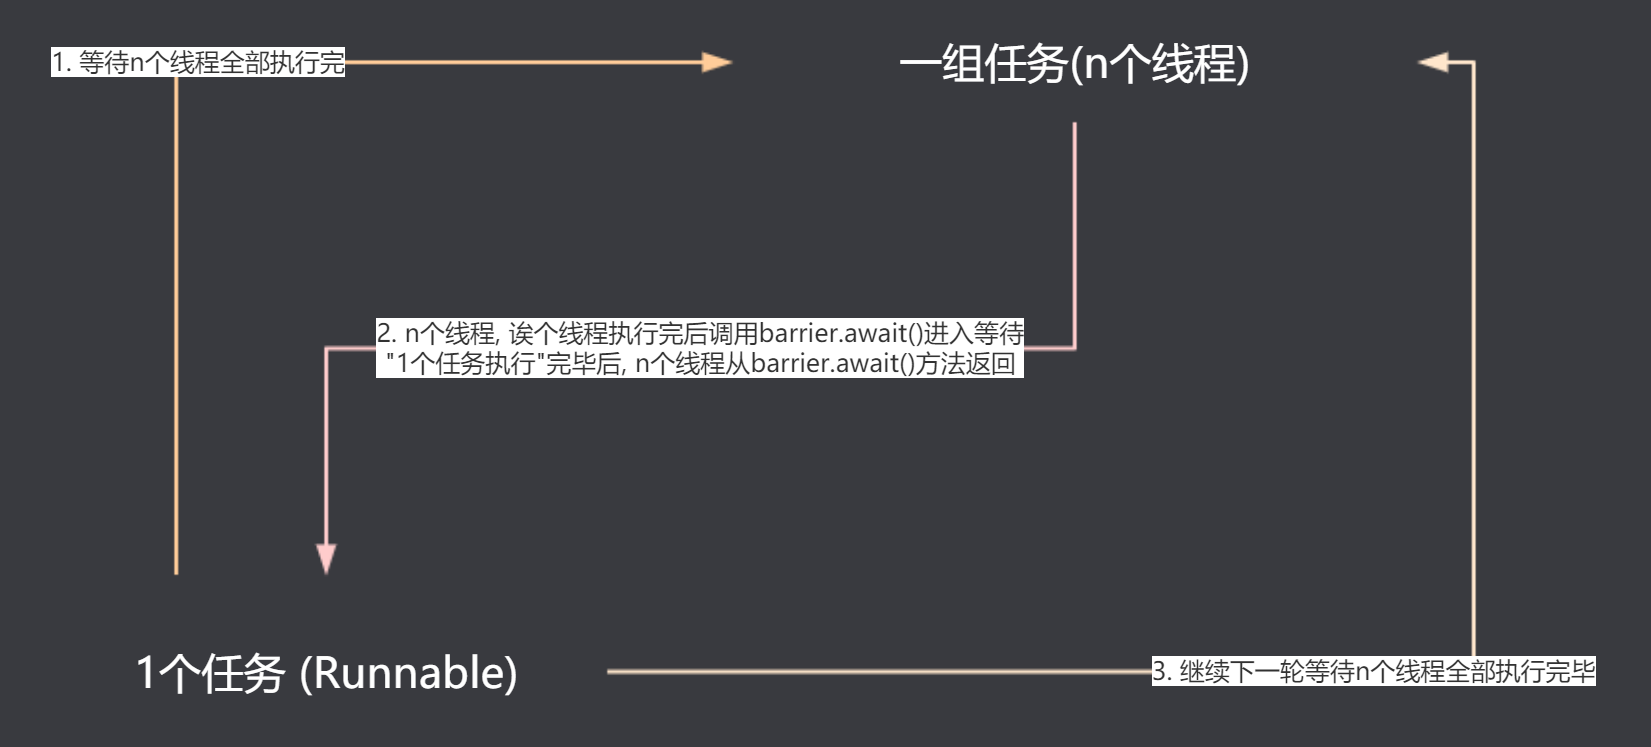 1. 等待n个线程全部执行完
一组任务(n个线程)
2. n个线程, 诶个线程执行完后调用barrier.await()进入等待
"1个任务执行"完毕后, n个线程从barrier.await()方法返回
1个任务 (Runnable)
3. 继续下一轮等待n个线程全部执行完毕